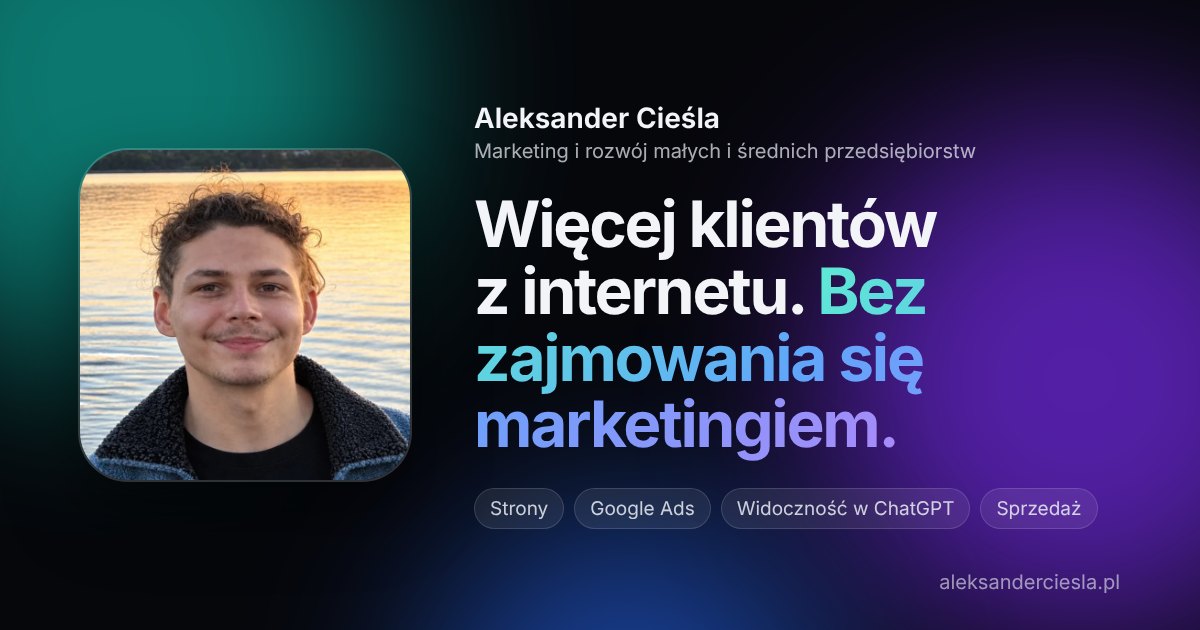 Aleksander Cieśla
Marketing i rozwój małych i średnich przedsiębiorstw
Więcej klientów
z internetu. Bez
zajmowania się
marketingiem.
Strony
Google Ads
Widoczność w ChatGPT
Sprzedaż
aleksanderciesla.pl